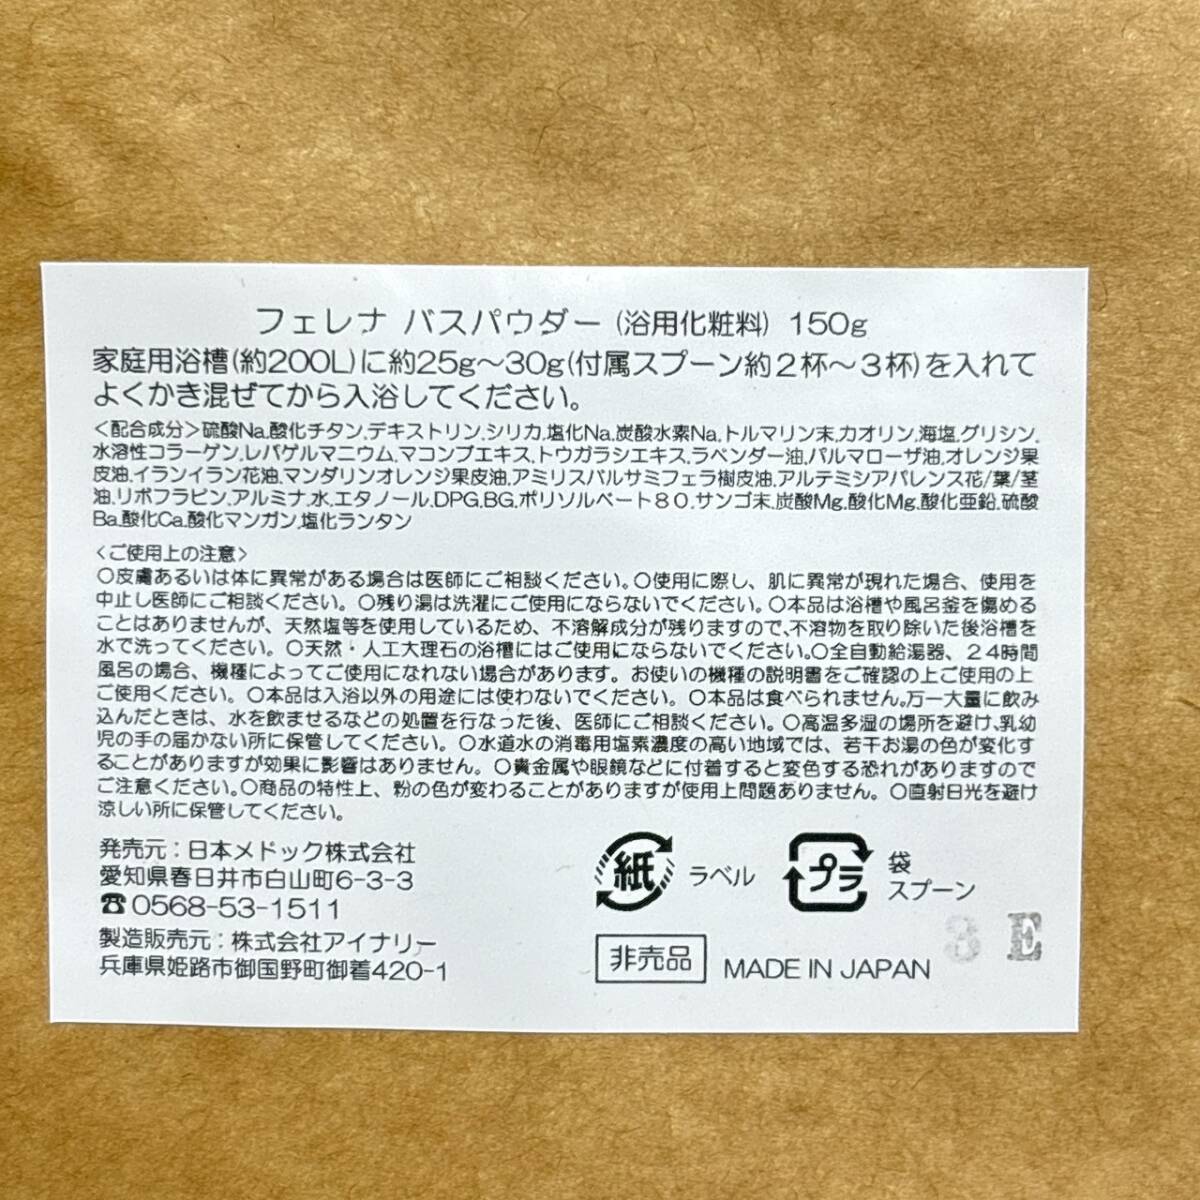 フェレナ バスパウダー (浴用化粧料) 150g
家庭用浴槽(約200L)に約25g～30g(付属スプーン約2杯～3杯)を入れて
よくかき混ぜてから入浴してください。
<配合成分>硫酸Na.酸化チタン.デキストリン.シリカ.塩化Na.炭酸水素Na.トルマリン末.カオリン.海塩.グリシン.
水溶性コラーゲン.レパゲルマニウム.マコンブエキス.トウガラシエキス.ラベンダー油.パルマローザ油.オレンジ果
皮油.イランイラン花油.マンダリンオレンジ果皮油.アミリスバルサミフェラ樹皮油.アルテミシアパレンス花/葉/茎
油.リボフラビン.アルミナ.水.エタノール.DPG.BG.ポリソルベート80.サンゴ末.炭酸Mg.酸化Mg.酸化亜鉛.硫酸
Ba.酸化Ca.酸化マンガン.塩化ランタン
<ご使用上の注意>
○皮膚あるいは体に異常がある場合は医師にご相談ください。○使用に際し、肌に異常が現れた場合、使用を
中止し医師にご相談ください。○残り湯は洗濯にご使用にならないでください。○本品は浴槽や風呂釜を傷める
ことはありませんが、天然塩等を使用しているため、不溶解成分が残りますので、不溶物を取り除いた後浴槽を
水で洗ってください。○天然・人工大理石の浴槽にはご使用にならないでください。○全自動給湯器、24時間
風呂の場合、機種によってご使用になれない場合があります。お使いの機種の説明書をご確認の上ご使用の上
ご使用ください。○本品は入浴以外の用途には使わないでください。○本品は食べられません。万一大量に飲み
込んだときは、水を飲ませるなどの処置を行なった後、医師にご相談ください。○高温多湿の場所を避け、乳幼
児の手の届かない所に保管してください。○水道水の消毒用塩素濃度の高い地域では、若干お湯の色が変化す
ることがありますが効果に影響はありません。○貴金属や眼鏡などに付着すると変色する恐れがありますので
ご注意ください。○商品の特性上、粉の色が変わることがありますが使用上問題ありません。○直射日光を避け
涼しい所に保管してください。
発売元:日本メドック株式会社
愛知県春日井市白山町6-3-3
☎0568-53-1511
製造販売元:株式会社アイナリー
兵庫県姫路市御国野町御着420-1
紙 ラベル
プラ 袋
スプーン
非売品 MADE IN JAPAN
3 E